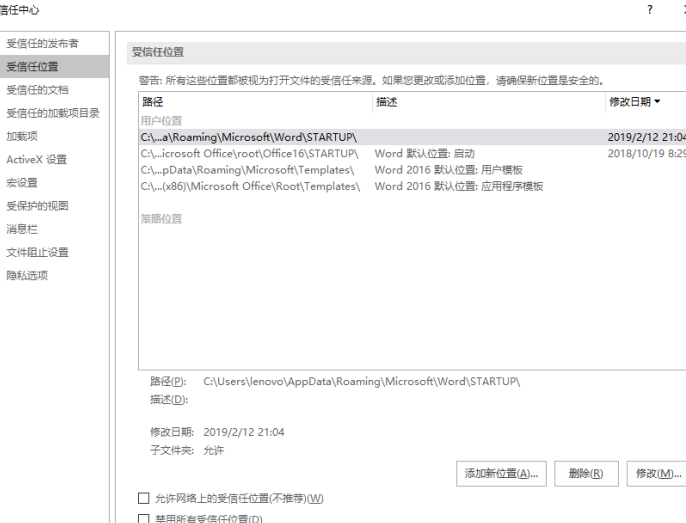 信任中心 ?
受信任的发布者
受信任位置
受信任的文档
受信任的加载项目录
加载项
ActiveX 设置
宏设置
受保护的视图
消息栏
文件阻止设置
隐私选项
受信任位置
警告: 所有这些位置都被视为打开文件的受信任来源。如果您更改或添加位置，请确保新位置是安全的。
路径 描述 修改日期
用户位置
C:\...a\Roaming\Microsoft\Word\STARTUP\ 2019/2/12 21:04
C:\...icrosoft Office\root\Office16\STARTUP\ Word 默认位置: 启动 2018/10/19 8:29
C:\...pData\Roaming\Microsoft\Templates\ Word 2016 默认位置: 用户模板
C:\...(x86)\Microsoft Office\Root\Templates\ Word 2016 默认位置: 应用程序模板
策略位置
路径(P): C:\Users\lenovo\AppData\Roaming\Microsoft\Word\STARTUP\
描述(D):
修改日期: 2019/2/12 21:04
子文件夹: 允许
添加新位置(A)... 删除(R) 修改(M)...
允许网络上的受信任位置(不推荐)(W)
禁用所有受信任位置(D)